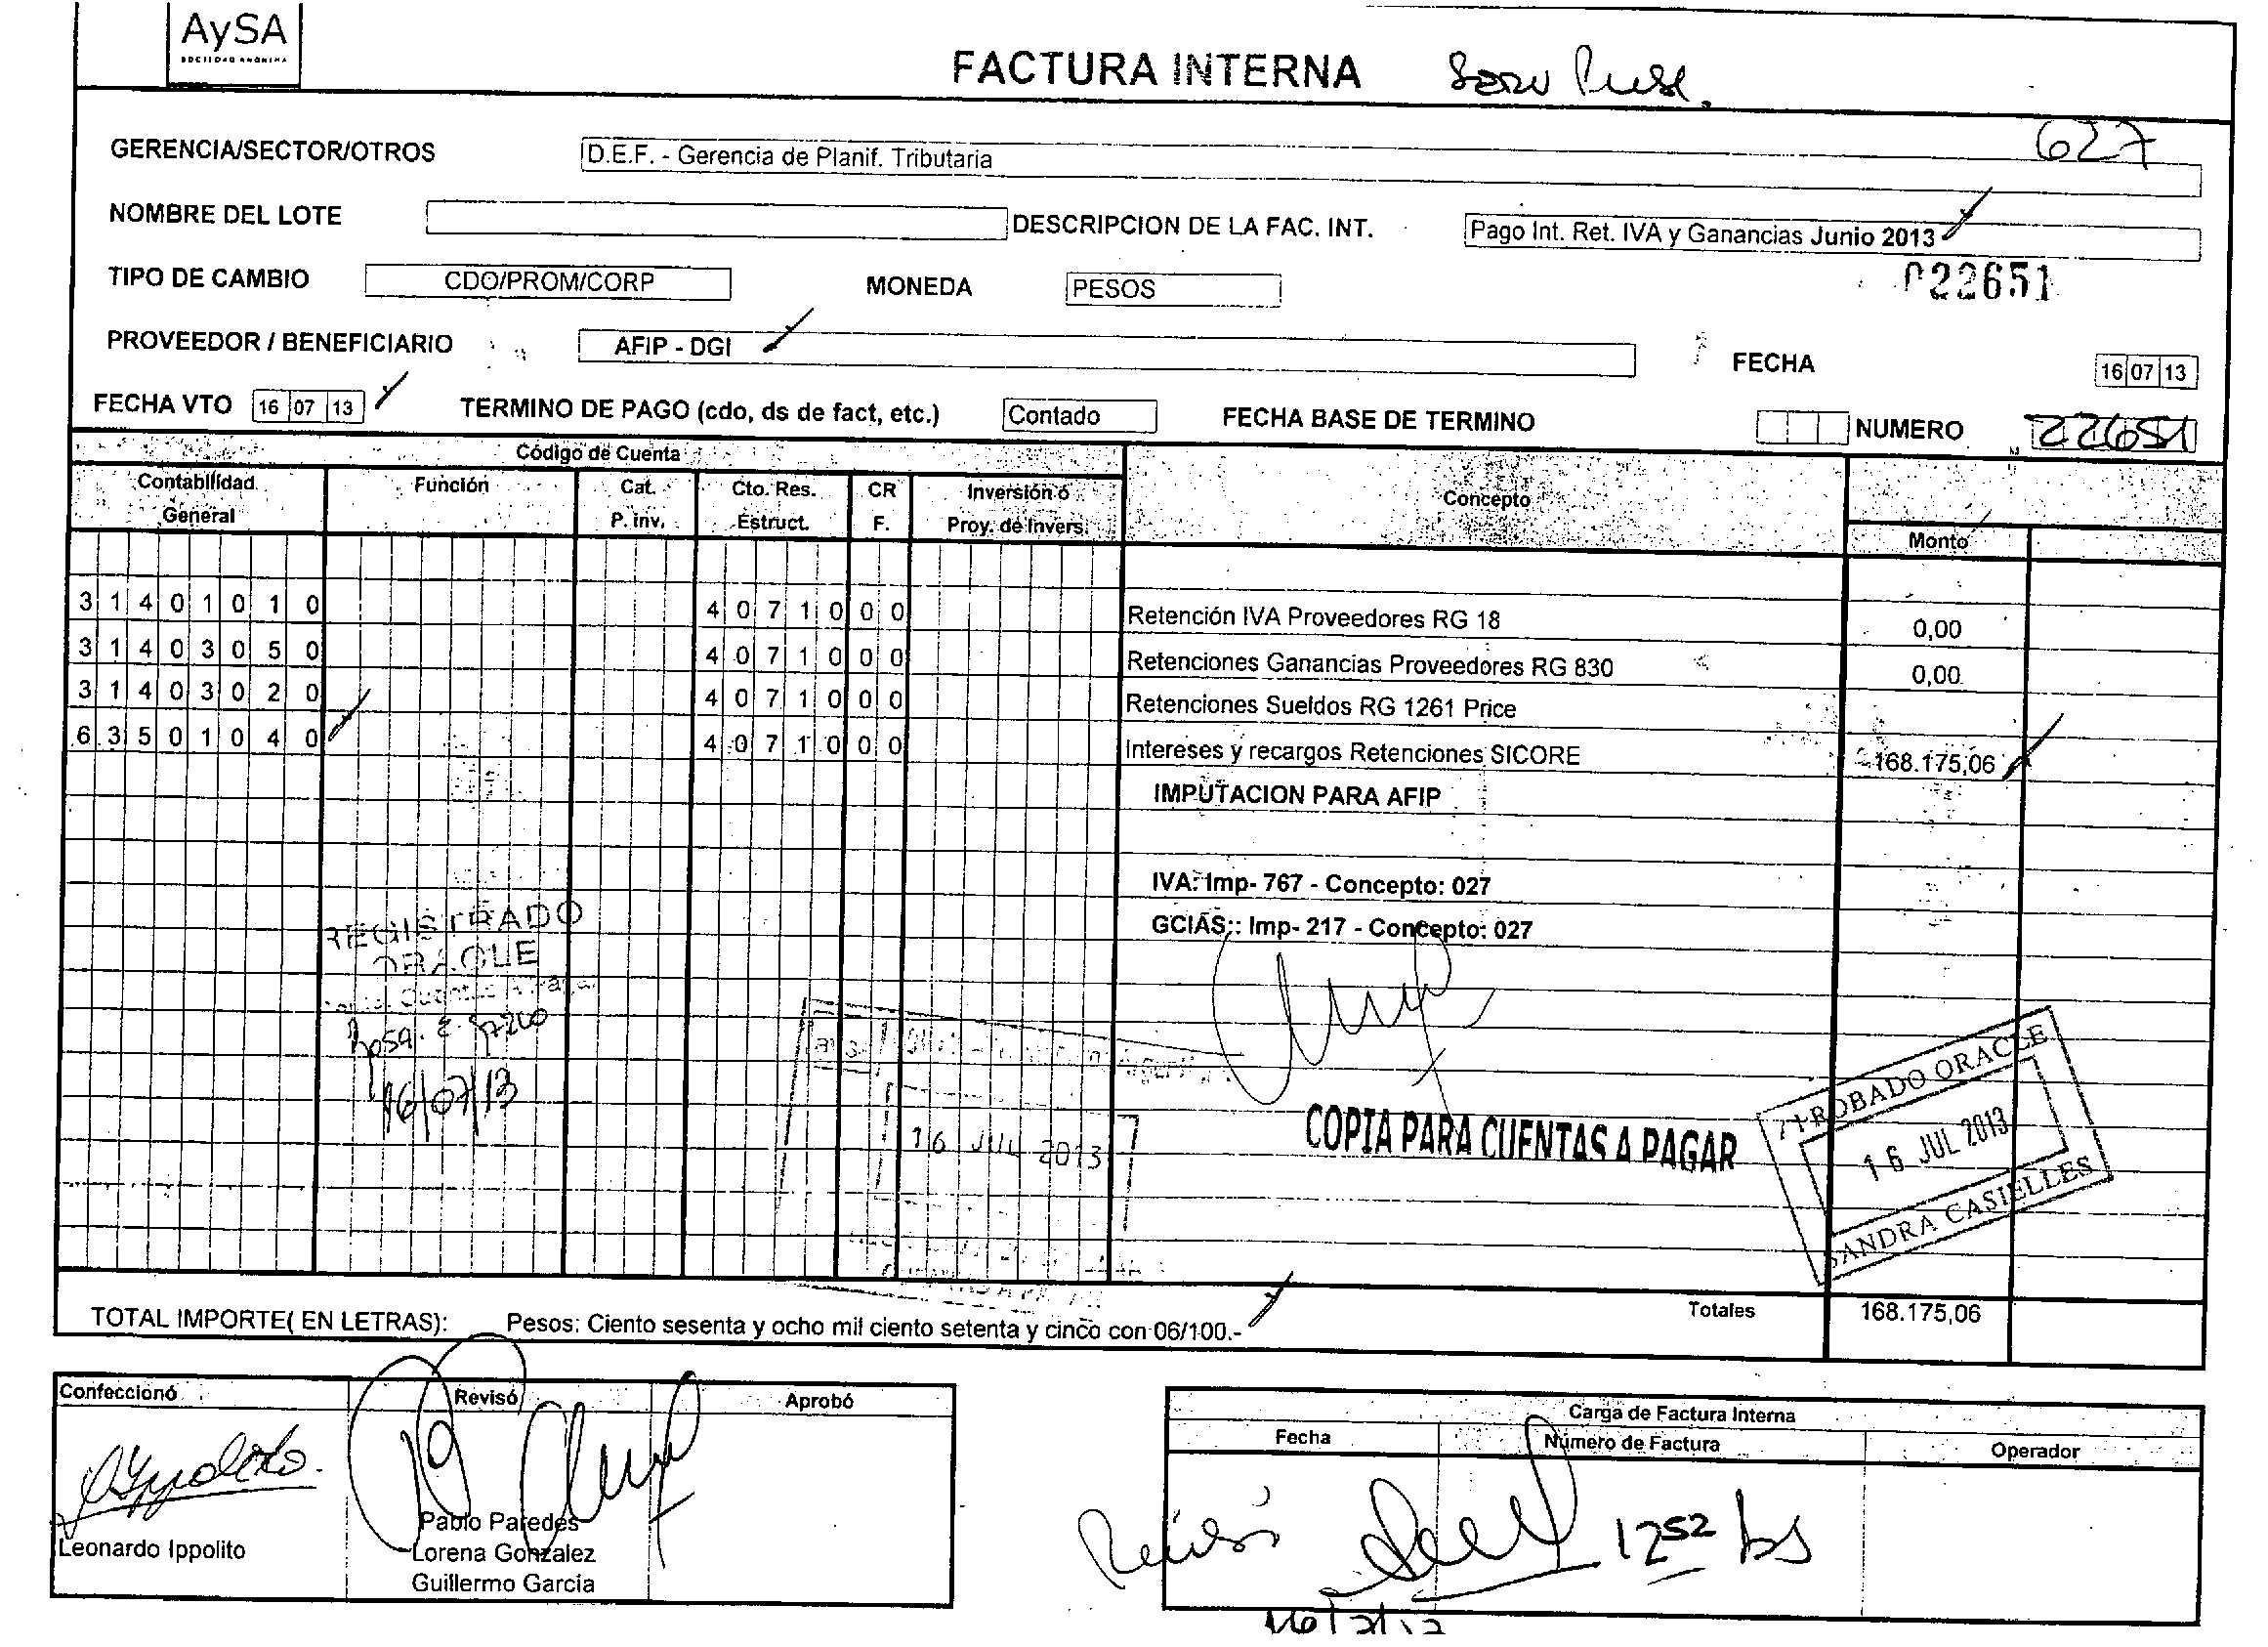 AySA
SOCIEDAD ANONIMA
FACTURA INTERNA
627
GERENCIA/SECTOR/OTROS D.E.F. - Gerencia de Planif. Tributaria
NOMBRE DEL LOTE DESCRIPCION DE LA FAC. INT. Pago Int. Ret. IVA y Ganancias Junio 2013
022651
TIPO DE CAMBIO CDO/PROM/CORP MONEDA PESOS
PROVEEDOR / BENEFICIARIO AFIP - DGI FECHA 16 07 13
FECHA VTO 16 07 13 TERMINO DE PAGO (cdo, ds de fact, etc.) Contado FECHA BASE DE TERMINO NUMERO 22651
Código de Cuenta
Contabilidad General Función Cat. P. inv. Cto. Res. Estruct. CR F. Inversión ó Proy. de Invers. Concepto Monto
3 1 4 0 1 0 1 0 4 0 7 1 0 0 0 Retención IVA Proveedores RG 18 0,00
3 1 4 0 3 0 5 0 4 0 7 1 0 0 0 Retenciones Ganancias Proveedores RG 830 0,00
3 1 4 0 3 0 2 0 4 0 7 1 0 0 0 Retenciones Sueldos RG 1261 Price
6 3 5 0 1 0 4 0 4 0 7 1 0 0 0 Intereses y recargos Retenciones SICORE 168.175,06
IMPUTACION PARA AFIP
IVA: Imp- 767 - Concepto: 027
GCIAS:: Imp- 217 - Concepto: 027
REGISTRADO
ORACLE
16/07/13
16 JUL 2013
COPIA PARA CUENTAS A PAGAR
APROBADO ORACLE
16 JUL 2013
SANDRA CASIELLES
TOTAL IMPORTE( EN LETRAS): Pesos: Ciento sesenta y ocho mil ciento setenta y cinco con 06/100.- Totales 168.175,06
Confeccionó Revisó Aprobó
Leonardo Ippolito
Pablo Paredes
Lorena Gonzalez
Guillermo García
Carga de Factura Interna
Fecha Número de Factura Operador
12 52 hs